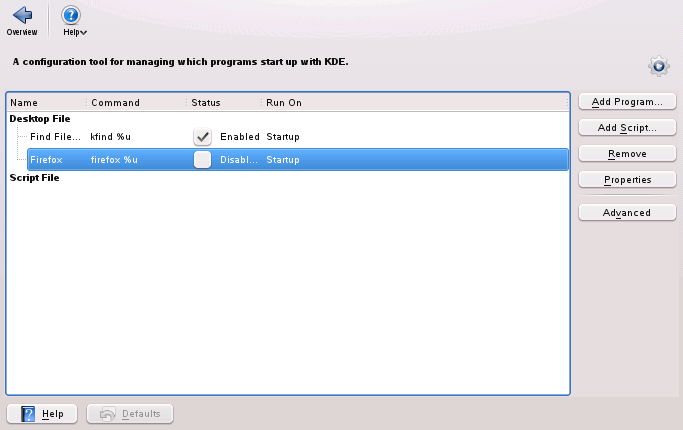 Overview Help
A configuration tool for managing which programs start up with KDE.
Name Command Status Run On
Desktop File
Find File... kfind %u Enabled Startup
Firefox firefox %u Disabl... Startup
Script File
Add Program...
Add Script...
Remove
Properties
Advanced
Help Defaults